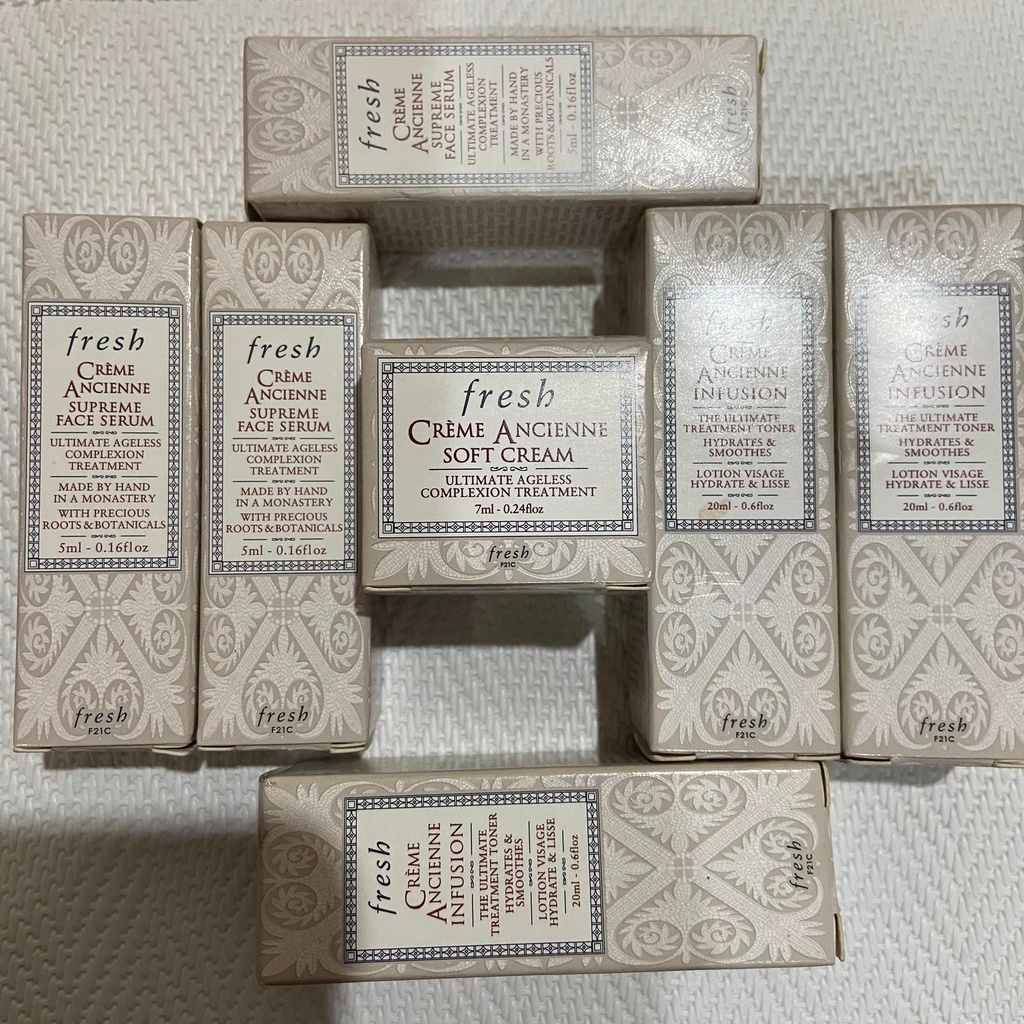 fresh
CRÈME
ANCIENNE
SUPREME
FACE SERUM
ULTIMATE AGELESS
COMPLEXION
TREATMENT
MADE BY HAND
IN A MONASTERY
WITH PRECIOUS
ROOTS & BOTANICALS
5ml - 0.16floz
fresh
F21C
fresh
CRÈME
ANCIENNE
SUPREME
FACE SERUM
ULTIMATE AGELESS
COMPLEXION
TREATMENT
MADE BY HAND
IN A MONASTERY
WITH PRECIOUS
ROOTS & BOTANICALS
5ml - 0.16floz
fresh
F21C
fresh
CRÈME
ANCIENNE
SUPREME
FACE SERUM
ULTIMATE AGELESS
COMPLEXION
TREATMENT
MADE BY HAND
IN A MONASTERY
WITH PRECIOUS
ROOTS & BOTANICALS
5ml - 0.16floz
fresh
F21C
fresh
CRÈME ANCIENNE
SOFT CREAM
ULTIMATE AGELESS
COMPLEXION TREATMENT
7ml - 0.24floz
fresh
F21C
fresh
CRÈME
ANCIENNE
INFUSION
THE ULTIMATE
TREATMENT TONER
HYDRATES &
SMOOTHES
LOTION VISAGE
HYDRATE & LISSE
20ml - 0.6floz
fresh
F21C
fresh
CRÈME
ANCIENNE
INFUSION
THE ULTIMATE
TREATMENT TONER
HYDRATES &
SMOOTHES
LOTION VISAGE
HYDRATE & LISSE
20ml - 0.6floz
fresh
F21C
fresh
CRÈME
ANCIENNE
INFUSION
THE ULTIMATE
TREATMENT TONER
HYDRATES &
SMOOTHES
LOTION VISAGE
HYDRATE & LISSE
20ml - 0.6floz
fresh
F21C